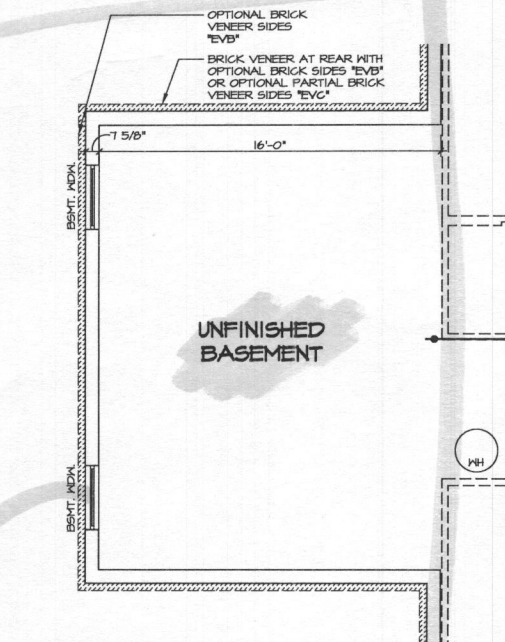 OPTIONAL BRICK
VENEER SIDES
"EVB"
BRICK VENEER AT REAR WITH
OPTIONAL BRICK SIDES "EVB"
OR OPTIONAL PARTIAL BRICK
VENEER SIDES "EVC"
7 5/8"
16'-0"
BSMT. WDW.
UNFINISHED
BASEMENT
WH
BSMT. WDW.